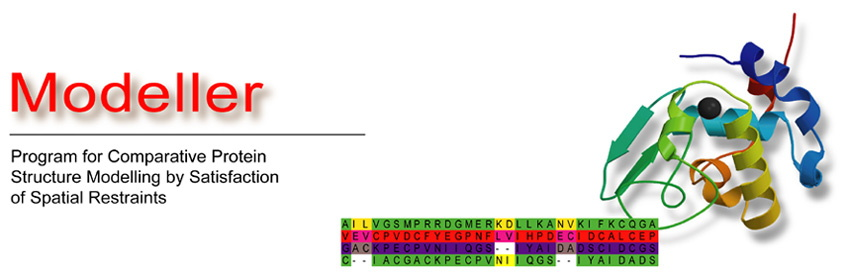 Modeller
Program for Comparative Protein
Structure Modelling by Satisfaction
of Spatial Restraints
AILVGSMPRRDGMERKDLLKANVKIFKCQGA
VEVCPVDCFYEGPNFLVIHPDECIDCALCEP
GACKPECPVNIIQGS--IYAIDADSCIDCGS
C--IACGACKPECPVNIIQGS--IYAIDADS